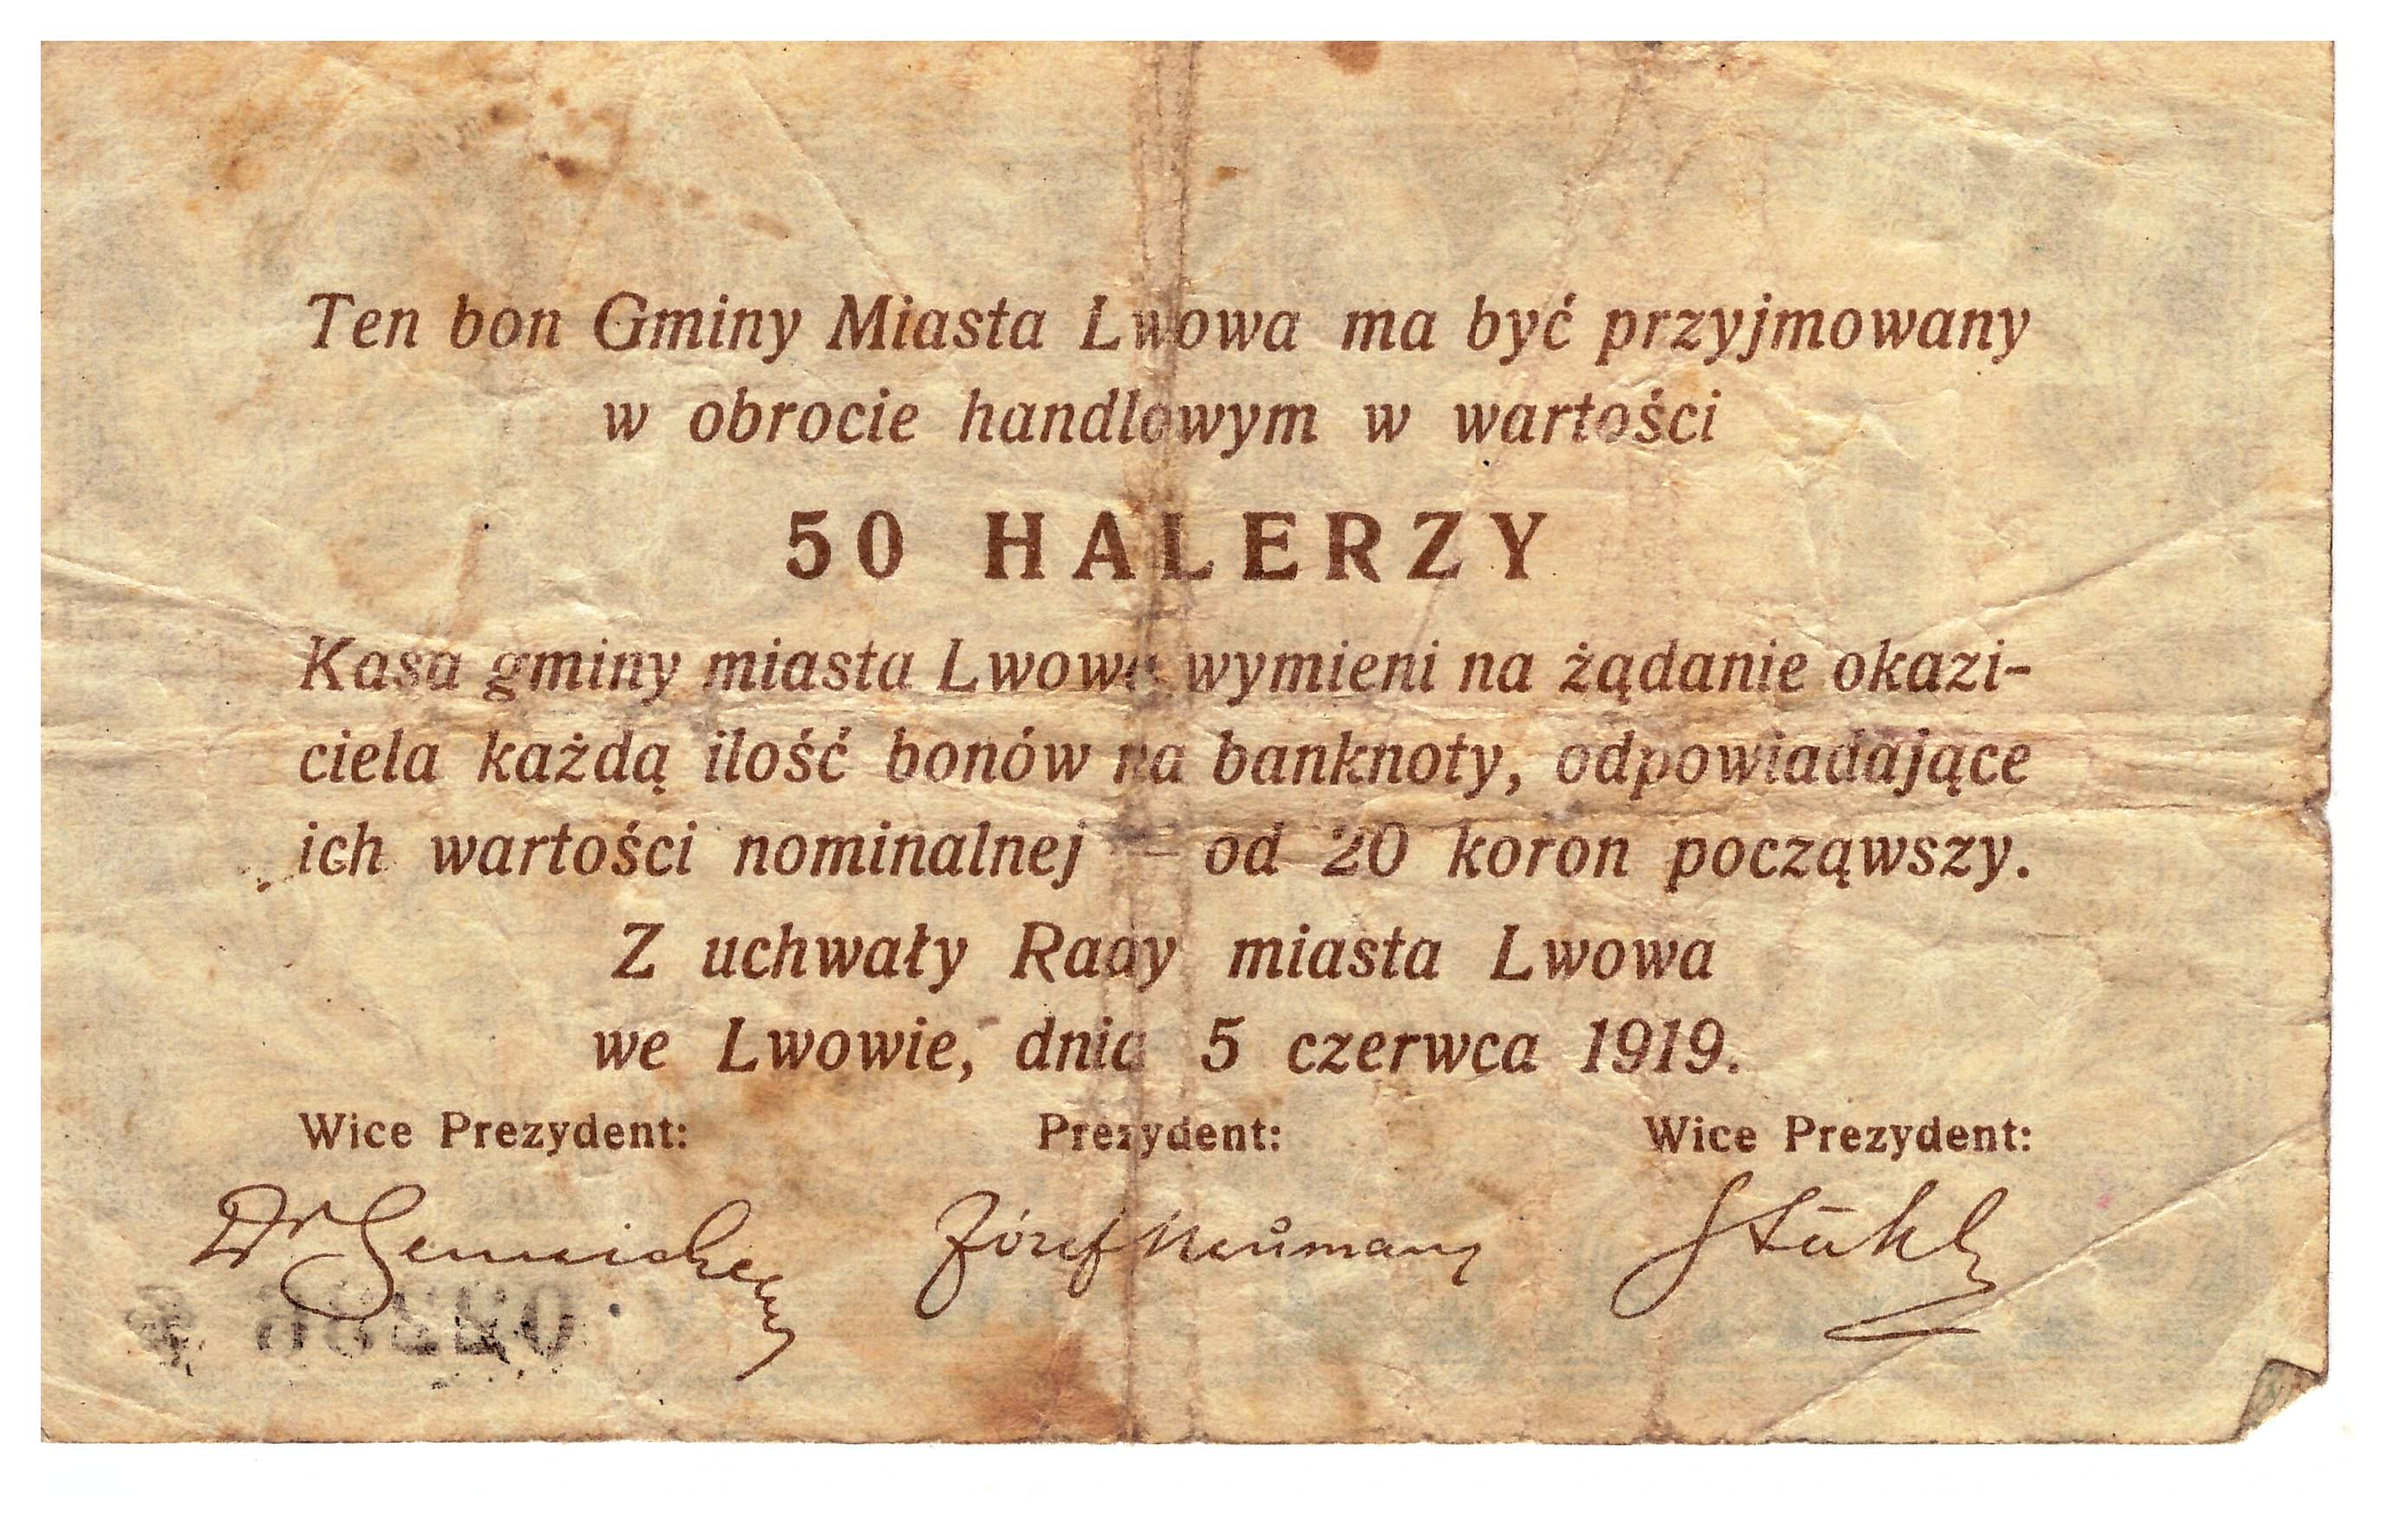 Ten bon Gminy Miasta Lwowa ma być przyjmowany
w obrocie handlowym w wartości
50 HALERZY
Kasa gminy miasta Lwowa wymieni na żądanie okazi-
ciela każdą ilość bonów na banknoty, odpowiadające
ich wartości nominalnej — od 20 koron począwszy.
Z uchwały Rady miasta Lwowa
we Lwowie, dnia 5 czerwca 1919.
Wice Prezydent: Prezydent: Wice Prezydent:
Dr Józef Neumann Stahl